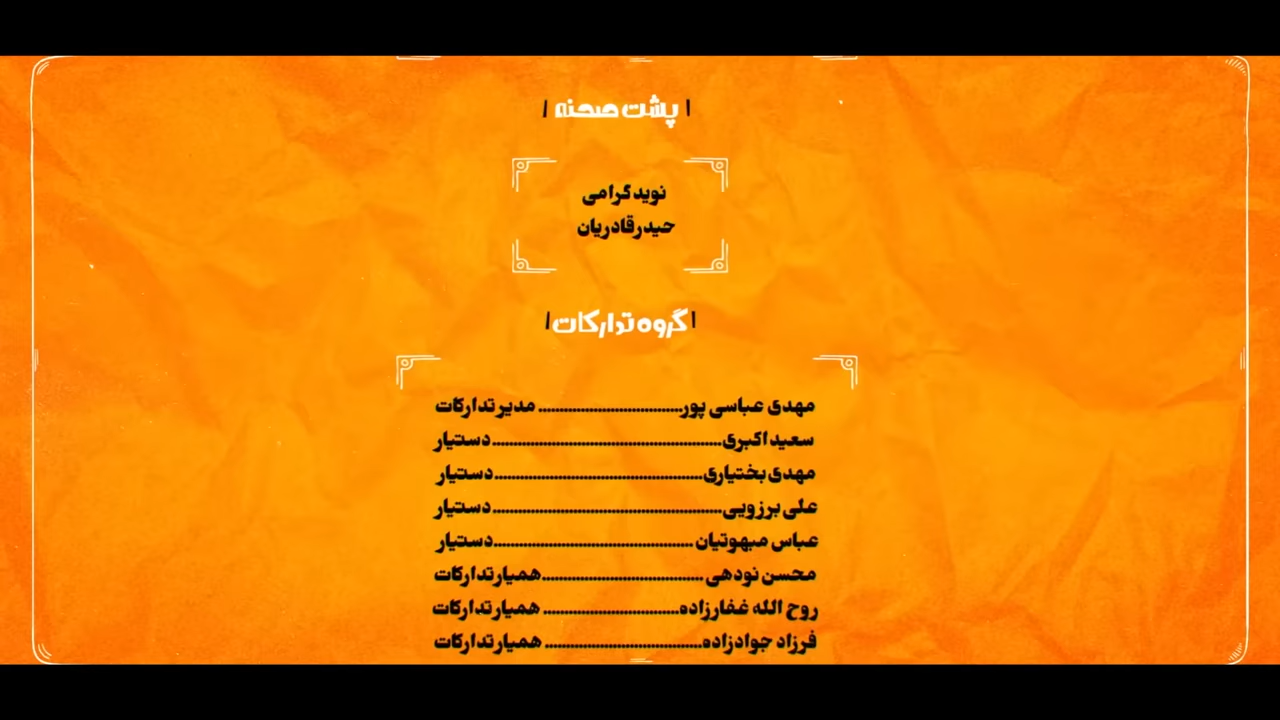 | پشت صحنه |
نوید گرامی
حیدر قادریان
| گروه تدارکات |
مهدی عباسی پور................................مدیر تدارکات
سعید اکبری................................دستیار
مهدی بختیاری................................دستیار
علی برزویی................................دستیار
عباس مبهوتیان................................دستیار
محسن نودهی................................همیار تدارکات
روح الله غفارزاده................................همیار تدارکات
فرزاد جوادزاده................................همیار تدارکات